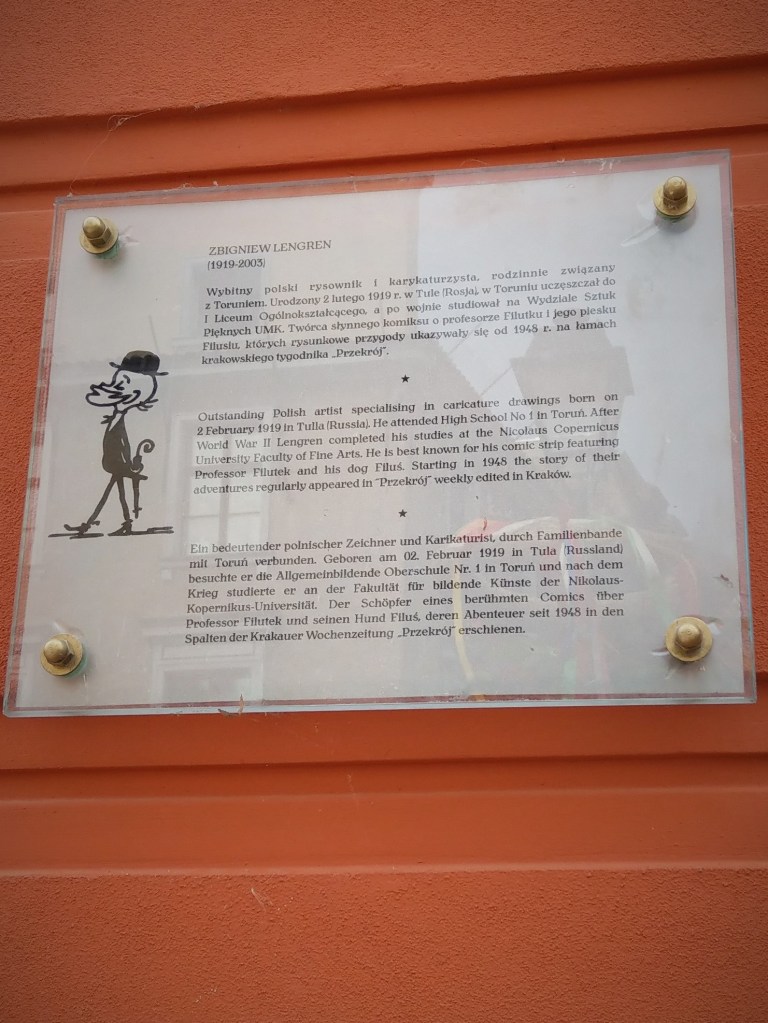 ZBIGNIEW LENGREN
(1919-2003)
Wybitny polski rysownik i karykaturzysta, rodzinnie związany
z Toruniem. Urodzony 2 lutego 1919 r. w Tule (Rosja), w Toruniu uczęszczał do
I Liceum Ogólnokształcącego, a po wojnie studiował na Wydziale Sztuk
Pięknych UMK. Twórca słynnego komiksu o profesorze Filutku i jego piesku
Filusiu, których rysunkowe przygody ukazywały się od 1948 r. na łamach
krakowskiego tygodnika „Przekrój".
★
Outstanding Polish artist specialising in caricature drawings born on
2 February 1919 in Tulla (Russia). He attended High School No 1 in Toruń. After
World War II Lengren completed his studies at the Nicolaus Copernicus
University Faculty of Fine Arts. He is best known for his comic strip featuring
Professor Filutek and his dog Filuś. Starting in 1948 the story of their
adventures regularly appeared in "Przekrój" weekly edited in Kraków.
★
Ein bedeutender polnischer Zeichner und Karikaturist, durch Familienbande
mit Toruń verbunden. Geboren am 02. Februar 1919 in Tula (Russland)
besuchte er die Allgemeinbildende Oberschule Nr. 1 in Toruń und nach dem
Krieg studierte er an der Fakultät für bildende Künste der Nikolaus-
Kopernikus-Universität. Der Schöpfer eines berühmten Comics über
Professor Filutek und seinen Hund Filuś, deren Abenteuer seit 1948 in den
Spalten der Krakauer Wochenzeitung „Przekrój" erschienen.